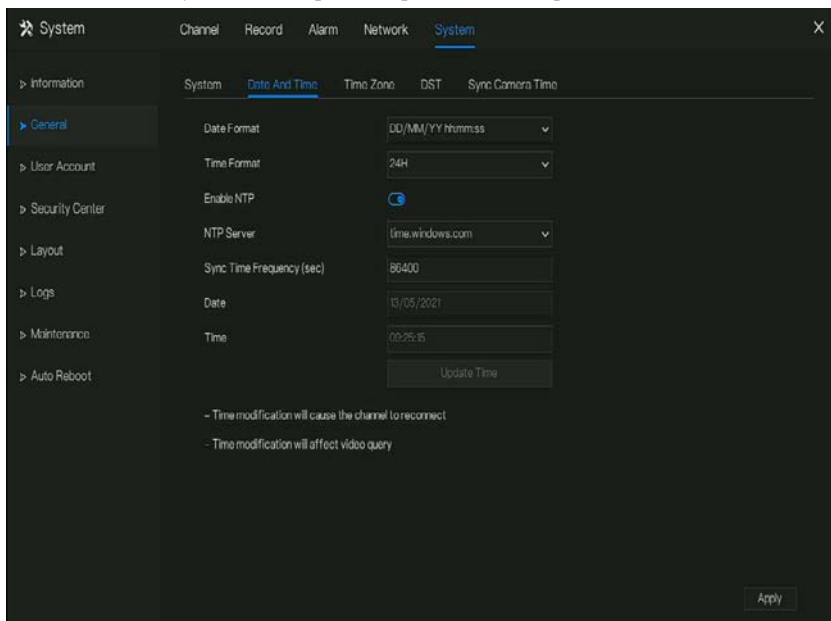 System Channel Record Alarm Network System X
Information
General
User Account
Security Center
Layout
Logs
Maintenance
Auto Reboot
System Date And Time Time Zone DST Sync Camera Time
Date Format DD/MM/YY hh:mm:ss
Time Format 24H
Enable NTP
NTP Server time.windows.com
Sync Time Frequency (sec) 86400
Date 13/05/2021
Time 09:25:15
Update Time
- Time modification will cause the channel to reconnect
- Time modification will affect video query
Apply